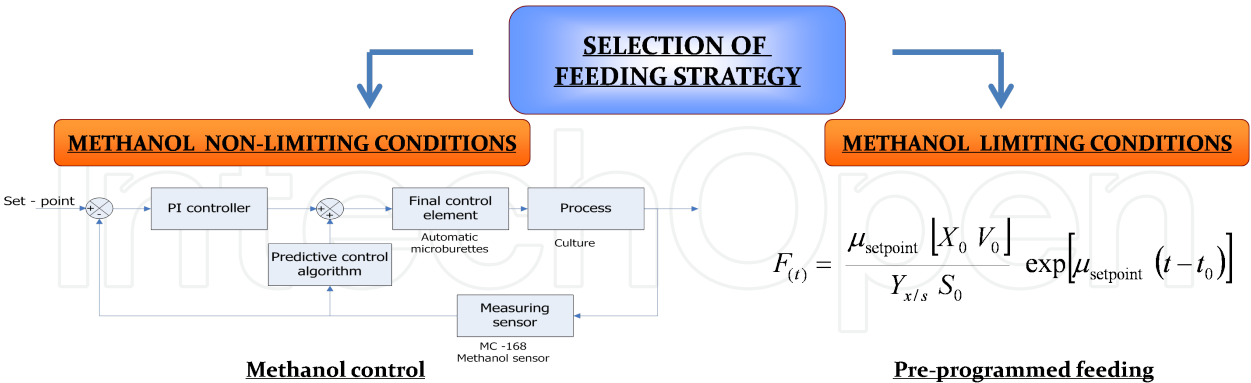 SELECTION OF
FEEDING STRATEGY
METHANOL NON-LIMITING CONDITIONS
METHANOL LIMITING CONDITIONS
Set - point
+
-
PI controller
+
+
Final control
element
Automatic
microburettes
Process
Culture
Predictive control
algorithm
Measuring
sensor
MC -168
Methanol sensor
Methanol control
F(t) = μsetpoint [X0 V0] / Yx/s S0 exp[μsetpoint (t − t0)]
Pre-programmed feeding
IntechOpen